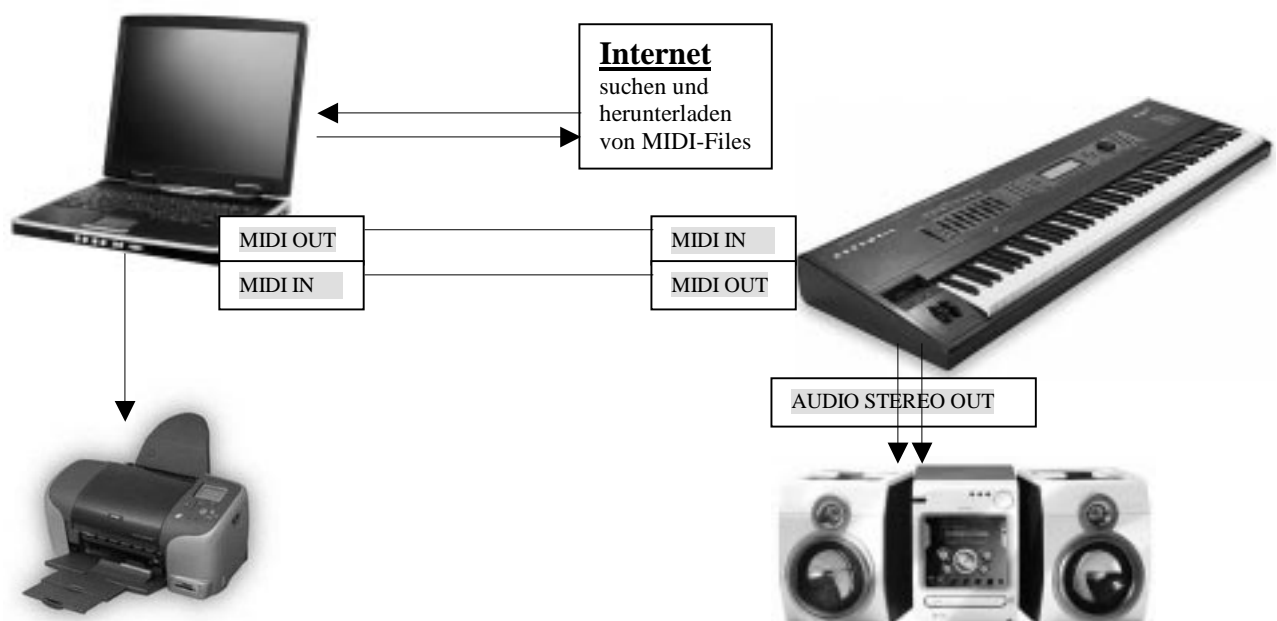 Internet
suchen und
herunterladen
von MIDI-Files
MIDI OUT
MIDI IN
MIDI IN
MIDI OUT
AUDIO STEREO OUT